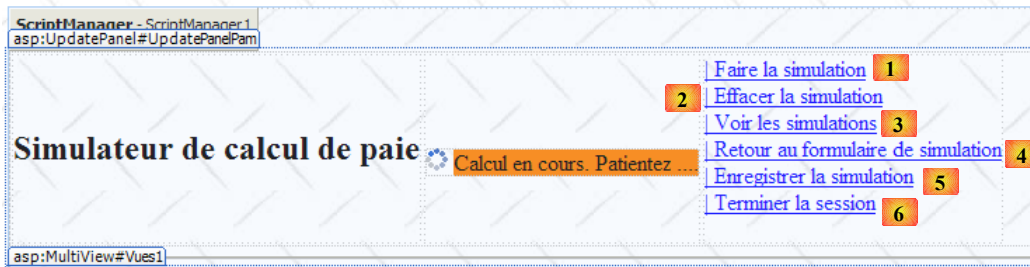 ScriptManager - ScriptManager1
asp:UpdatePanel#UpdatePanelPam
| Faire la simulation 1
2 | Effacer la simulation
| Voir les simulations 3
Simulateur de calcul de paie
Calcul en cours. Patientez ....
| Retour au formulaire de simulation 4
| Enregistrer la simulation 5
| Terminer la session 6
asp:MultiView#Vues1